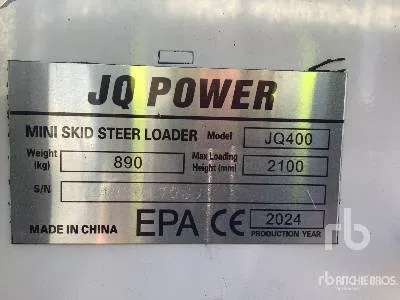 JQ POWER
MINI SKID STEER LOADER Model JQ400
Weight (kg) 890 Max Loading Height (mm) 2100
S/N
MADE IN CHINA EPA CE 2024
PRODUCTION YEAR
rb
rb RITCHIE BROS.